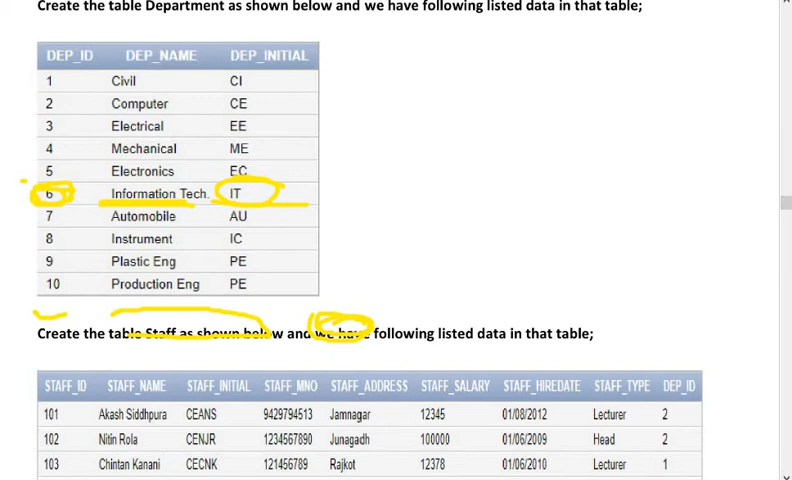 Create the table Department as shown below and we have following listed data in that table;
DEP_ID DEP_NAME DEP_INITIAL
1 Civil CI
2 Computer CE
3 Electrical EE
4 Mechanical ME
5 Electronics EC
6 Information Tech. IT
7 Automobile AU
8 Instrument IC
9 Plastic Eng PE
10 Production Eng PE
Create the table Staff as shown below and we have following listed data in that table;
STAFF_ID STAFF_NAME STAFF_INITIAL STAFF_MNO STAFF_ADDRESS STAFF_SALARY STAFF_HIREDATE STAFF_TYPE DEP_ID
101 Akash Siddhpura CEANS 9429794513 Jamnagar 12345 01/08/2012 Lecturer 2
102 Nitin Rola CENJR 1234567890 Junagadh 100000 01/06/2009 Head 2
103 Chintan Kanani CECNK 121456789 Rajkot 12378 01/06/2010 Lecturer 1